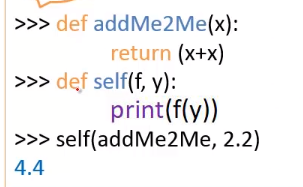 >>> def addMe2Me(x):
return (x+x)
>>> def self(f, y):
print(f(y))
>>> self(addMe2Me, 2.2)
4.4